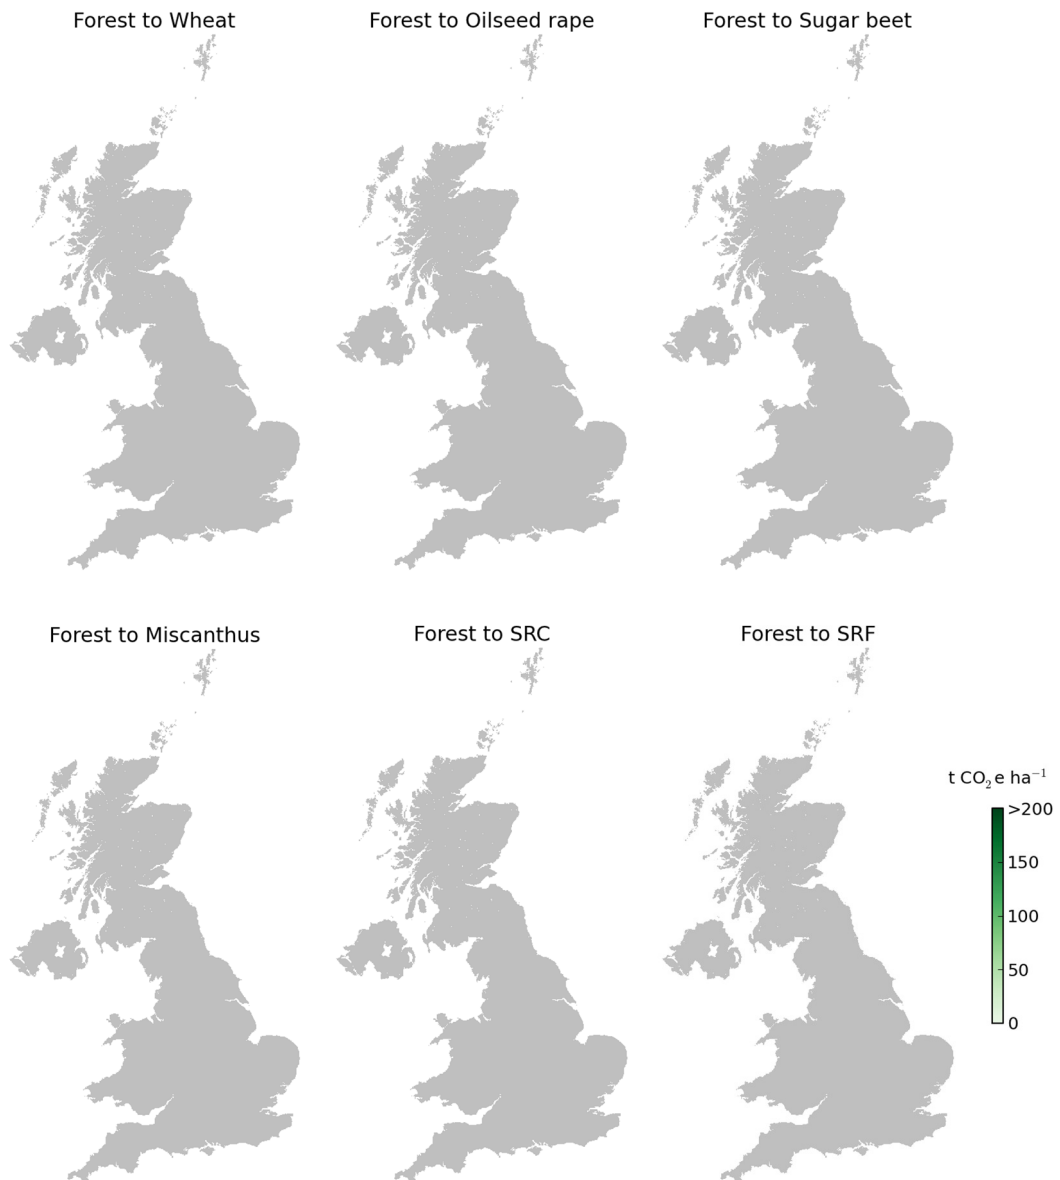 Forest to Wheat
Forest to Oilseed rape
Forest to Sugar beet
Forest to Miscanthus
Forest to SRC
Forest to SRF
t CO₂e ha⁻¹
>200
150
100
50
0